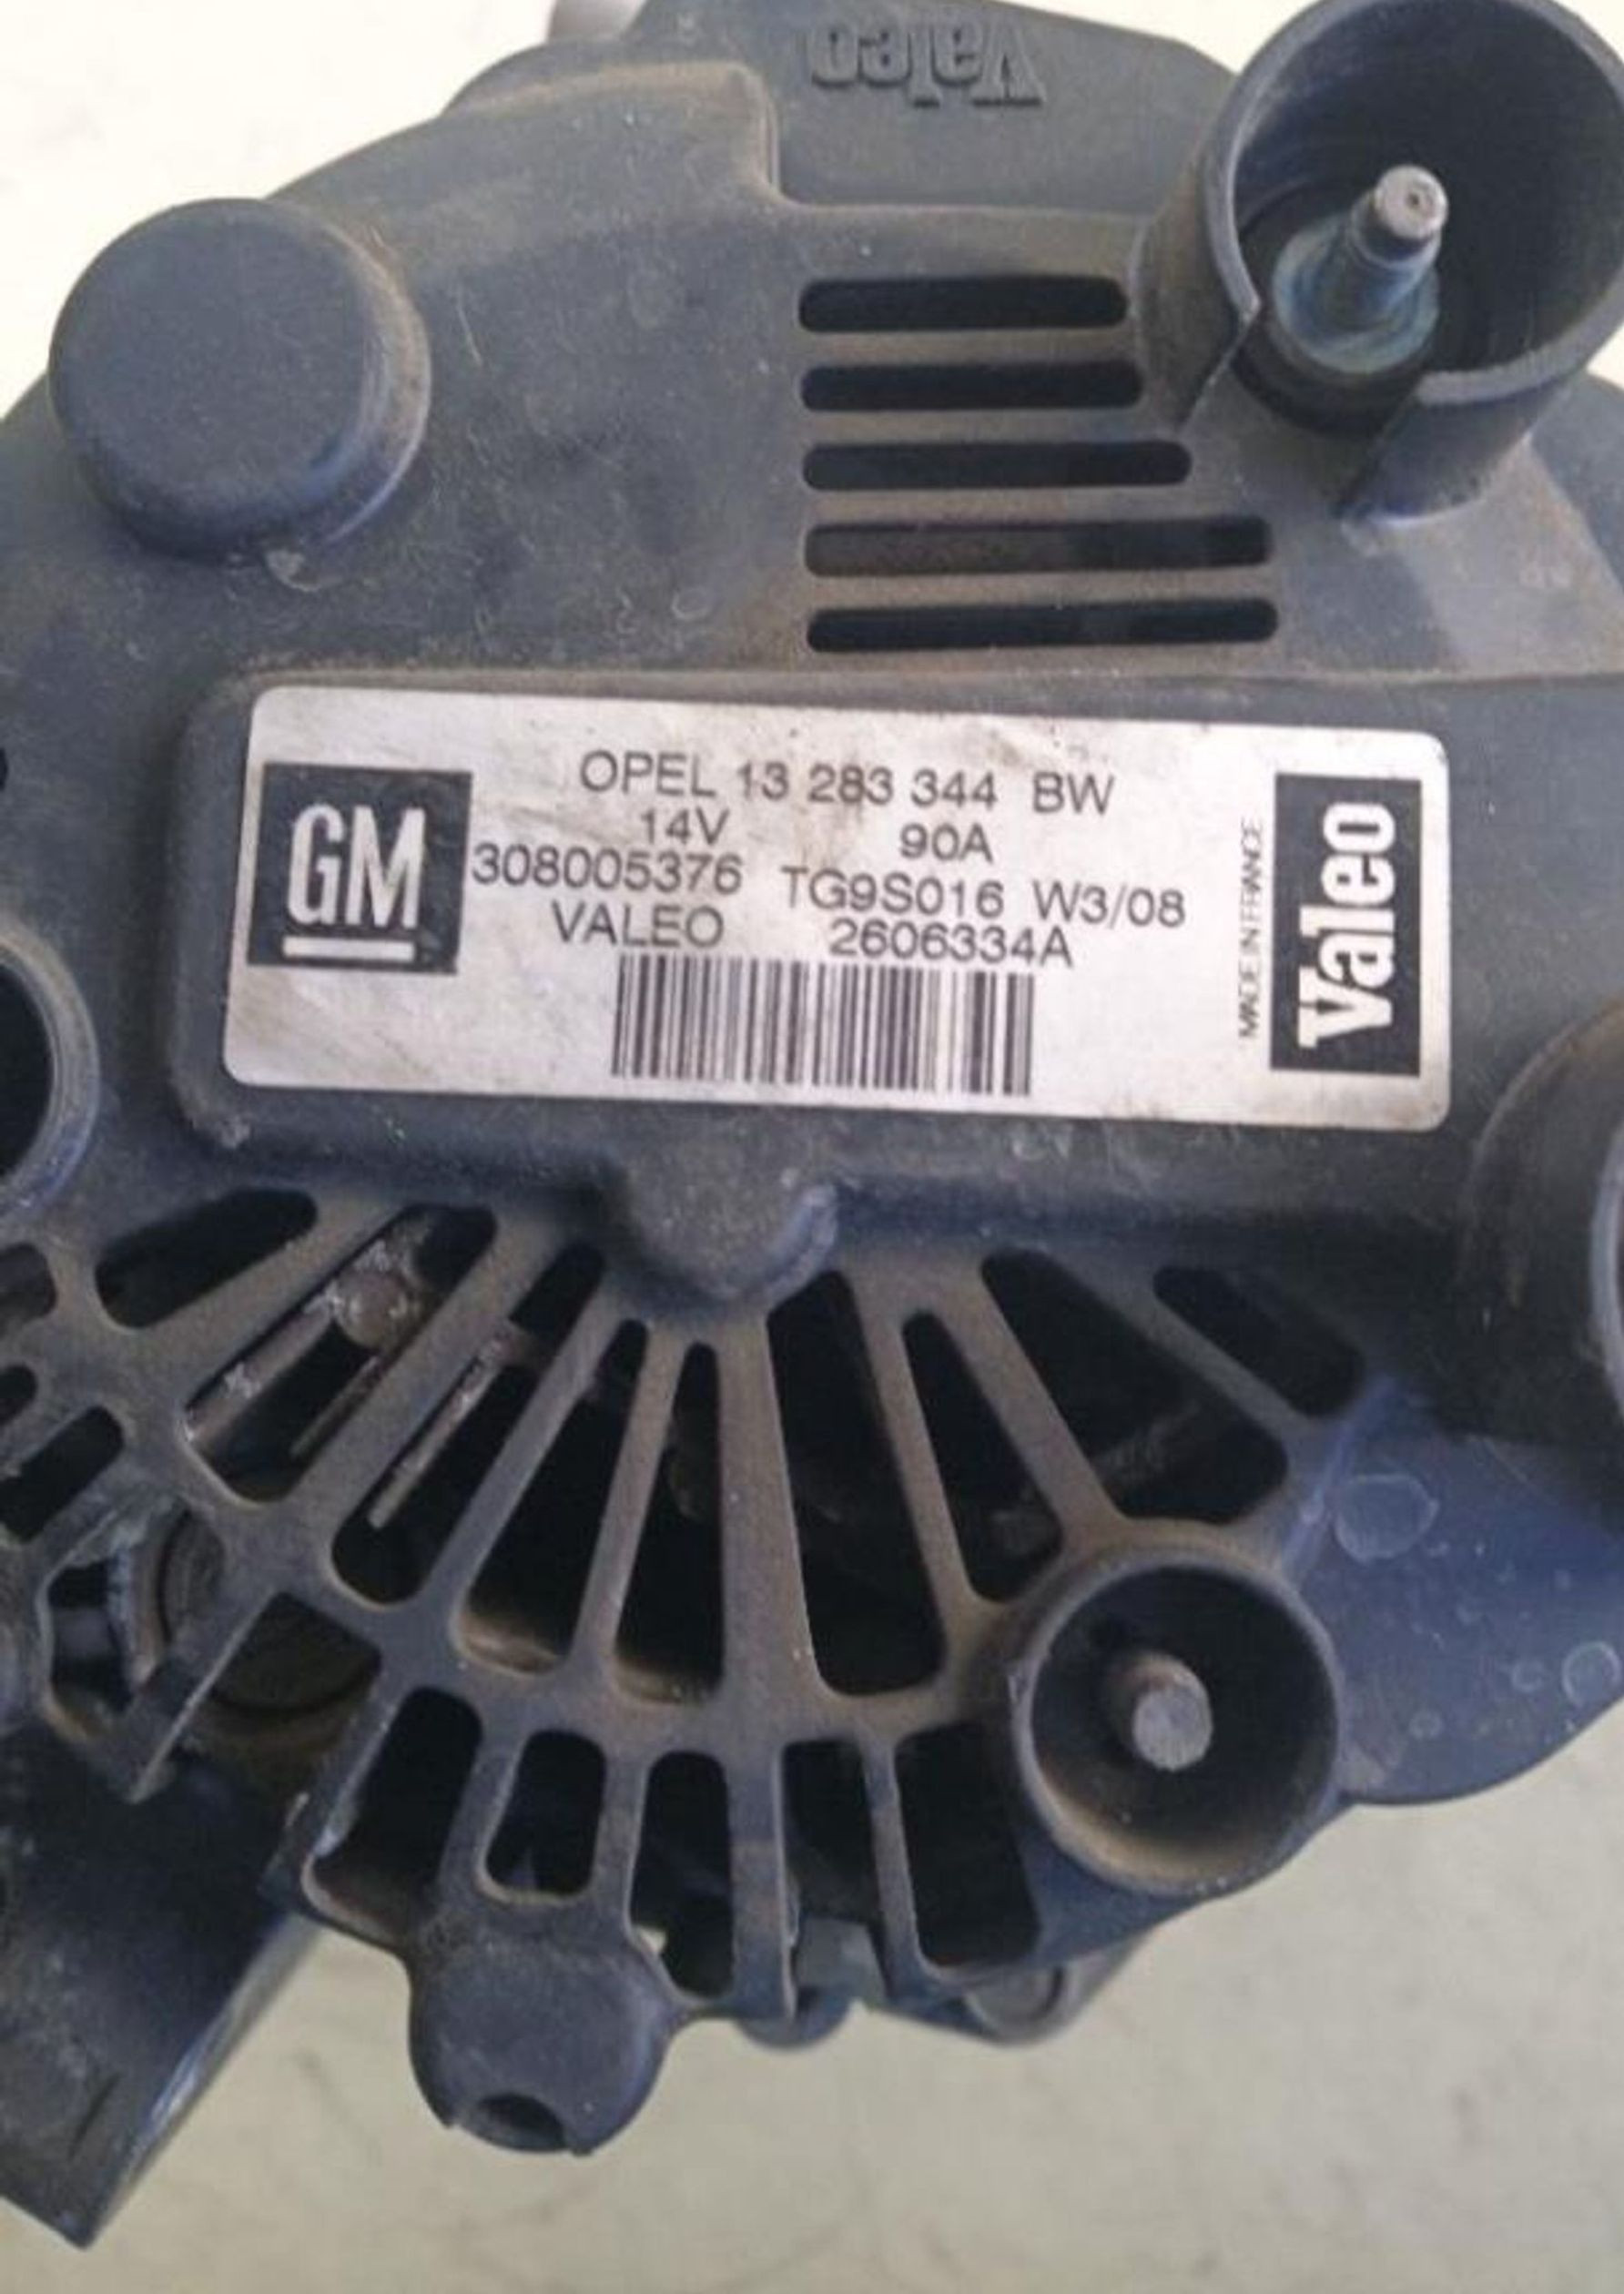 Valeo
GM
OPEL 13 283 344 BW
14V 90A
308005376 TG9S016 W3/08
VALEO 2606334A
MADE IN FRANCE
Valeo